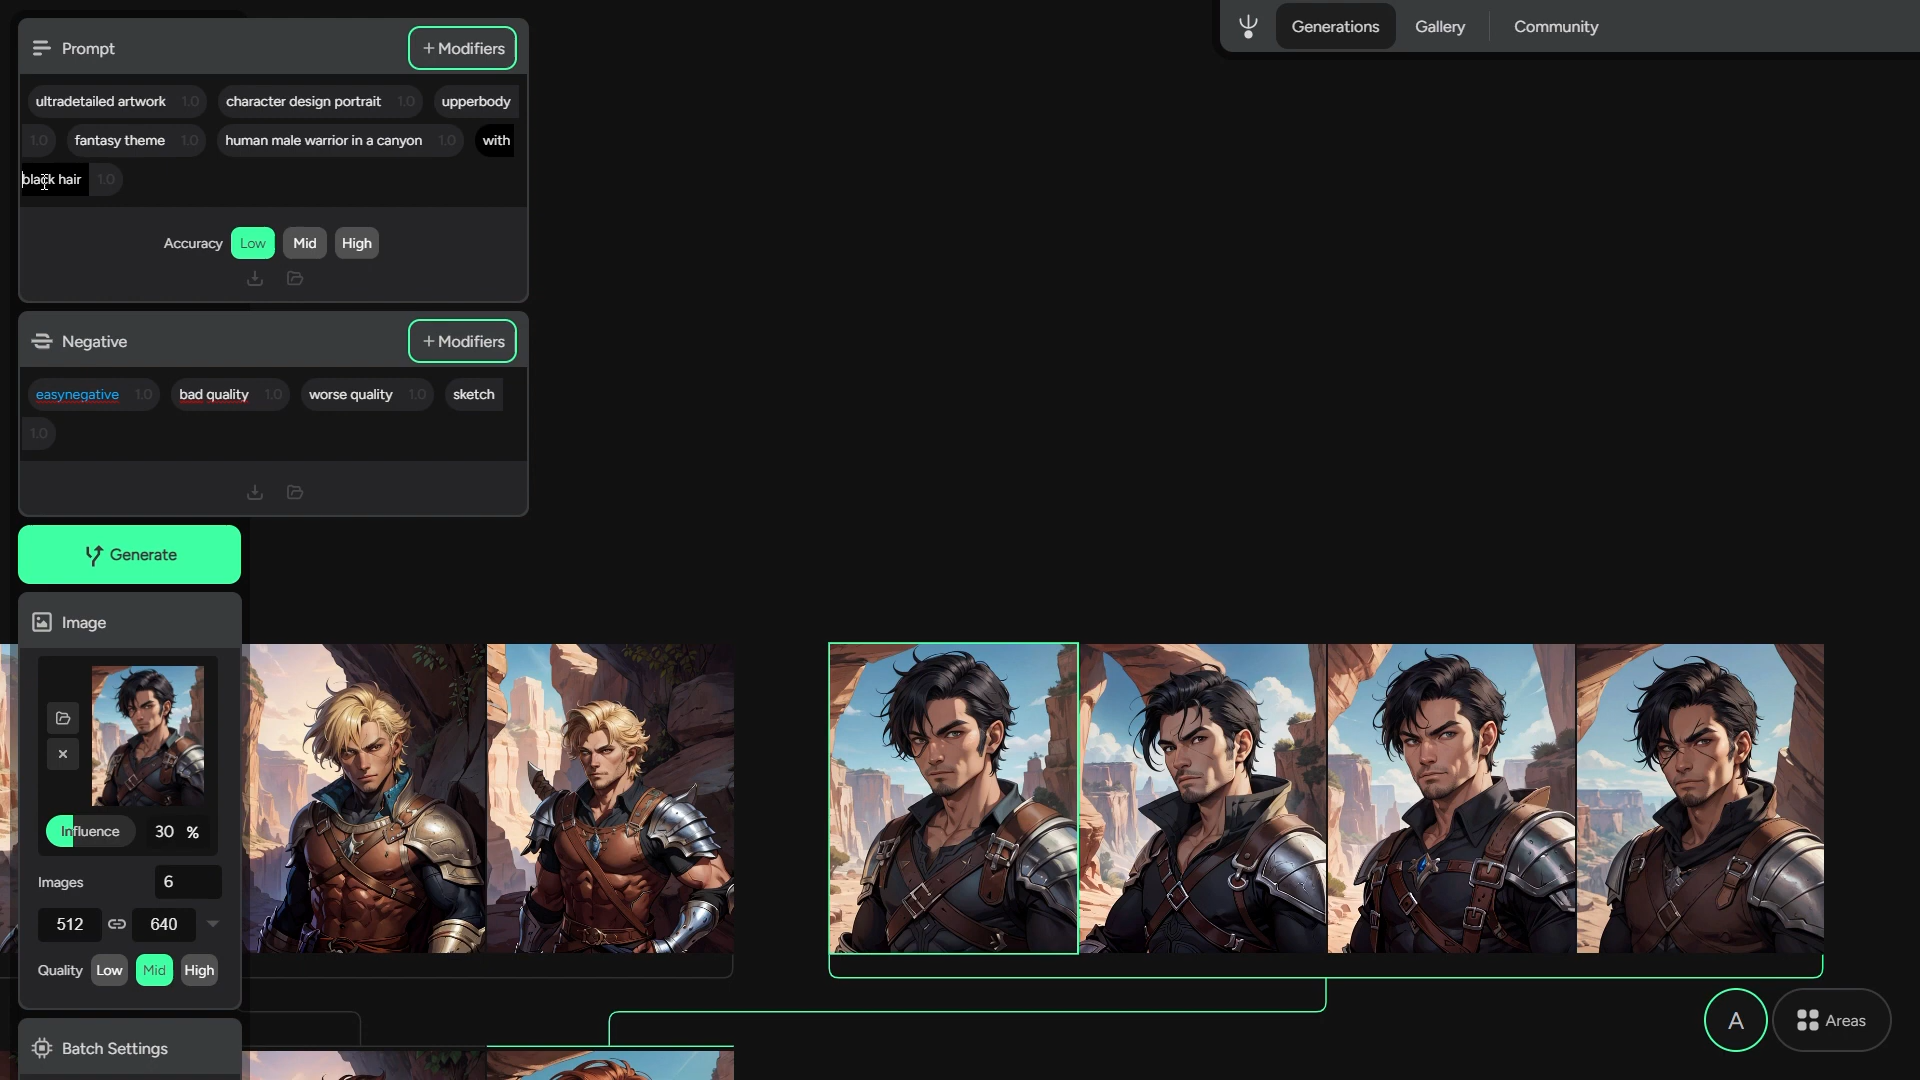 Prompt
+ Modifiers
Generations
Gallery
Community
ultradetailed artwork 1.0 character design portrait 1.0 upperbody
1.0 fantasy theme 1.0 human male warrior in a canyon 1.0 with
black hair 1.0
Accuracy Low Mid High
Negative
+ Modifiers
easynegative 1.0 bad quality 1.0 worse quality 1.0 sketch
1.0
Generate
Image
Influence 30 %
Images 6
512 640
Quality Low Mid High
A
Areas
Batch Settings